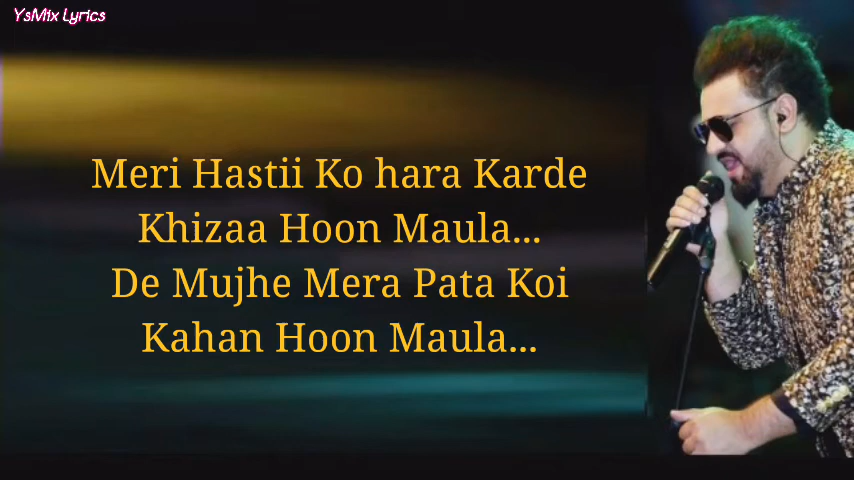 YsMix Lyrics
Meri Hastii Ko hara Karde
Khizaa Hoon Maula...
De Mujhe Mera Pata Koi
Kahan Hoon Maula...